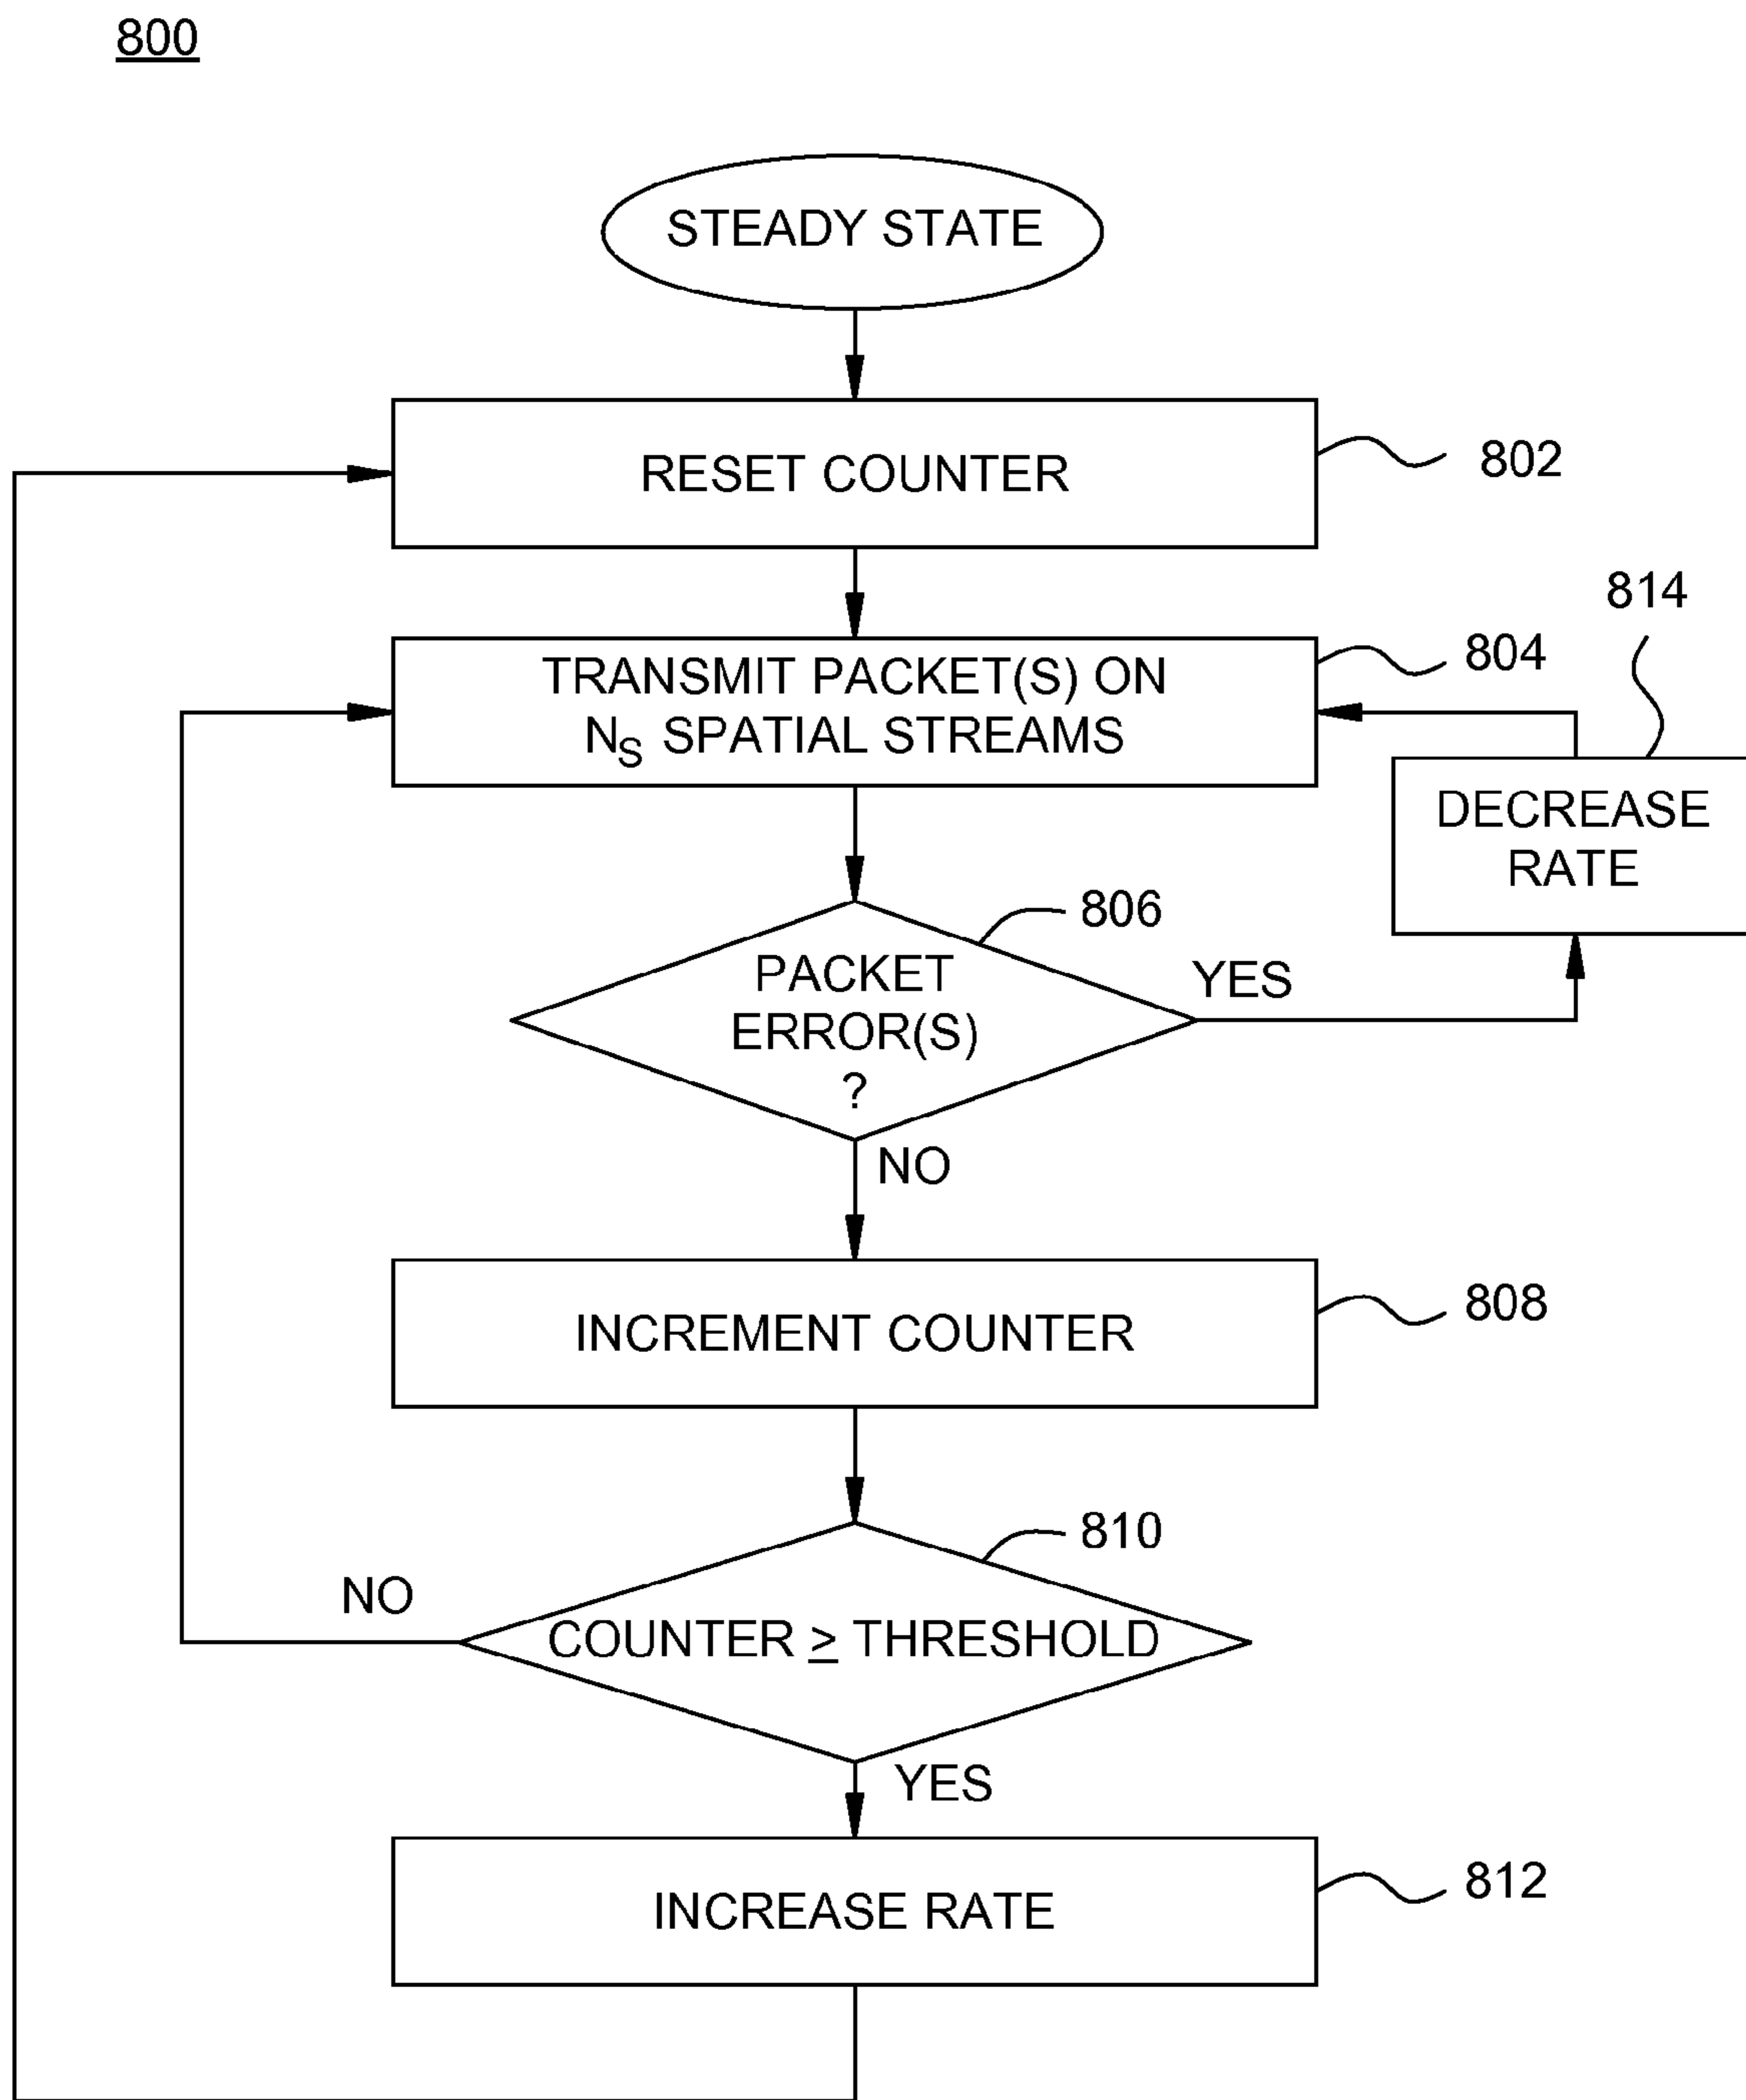 800
STEADY STATE
RESET COUNTER
802
814
TRANSMIT PACKET(S) ON
N_S SPATIAL STREAMS
804
DECREASE
RATE
806
PACKET
ERROR(S)
?
YES
NO
INCREMENT COUNTER
808
810
NO
COUNTER ≥ THRESHOLD
YES
INCREASE RATE
812